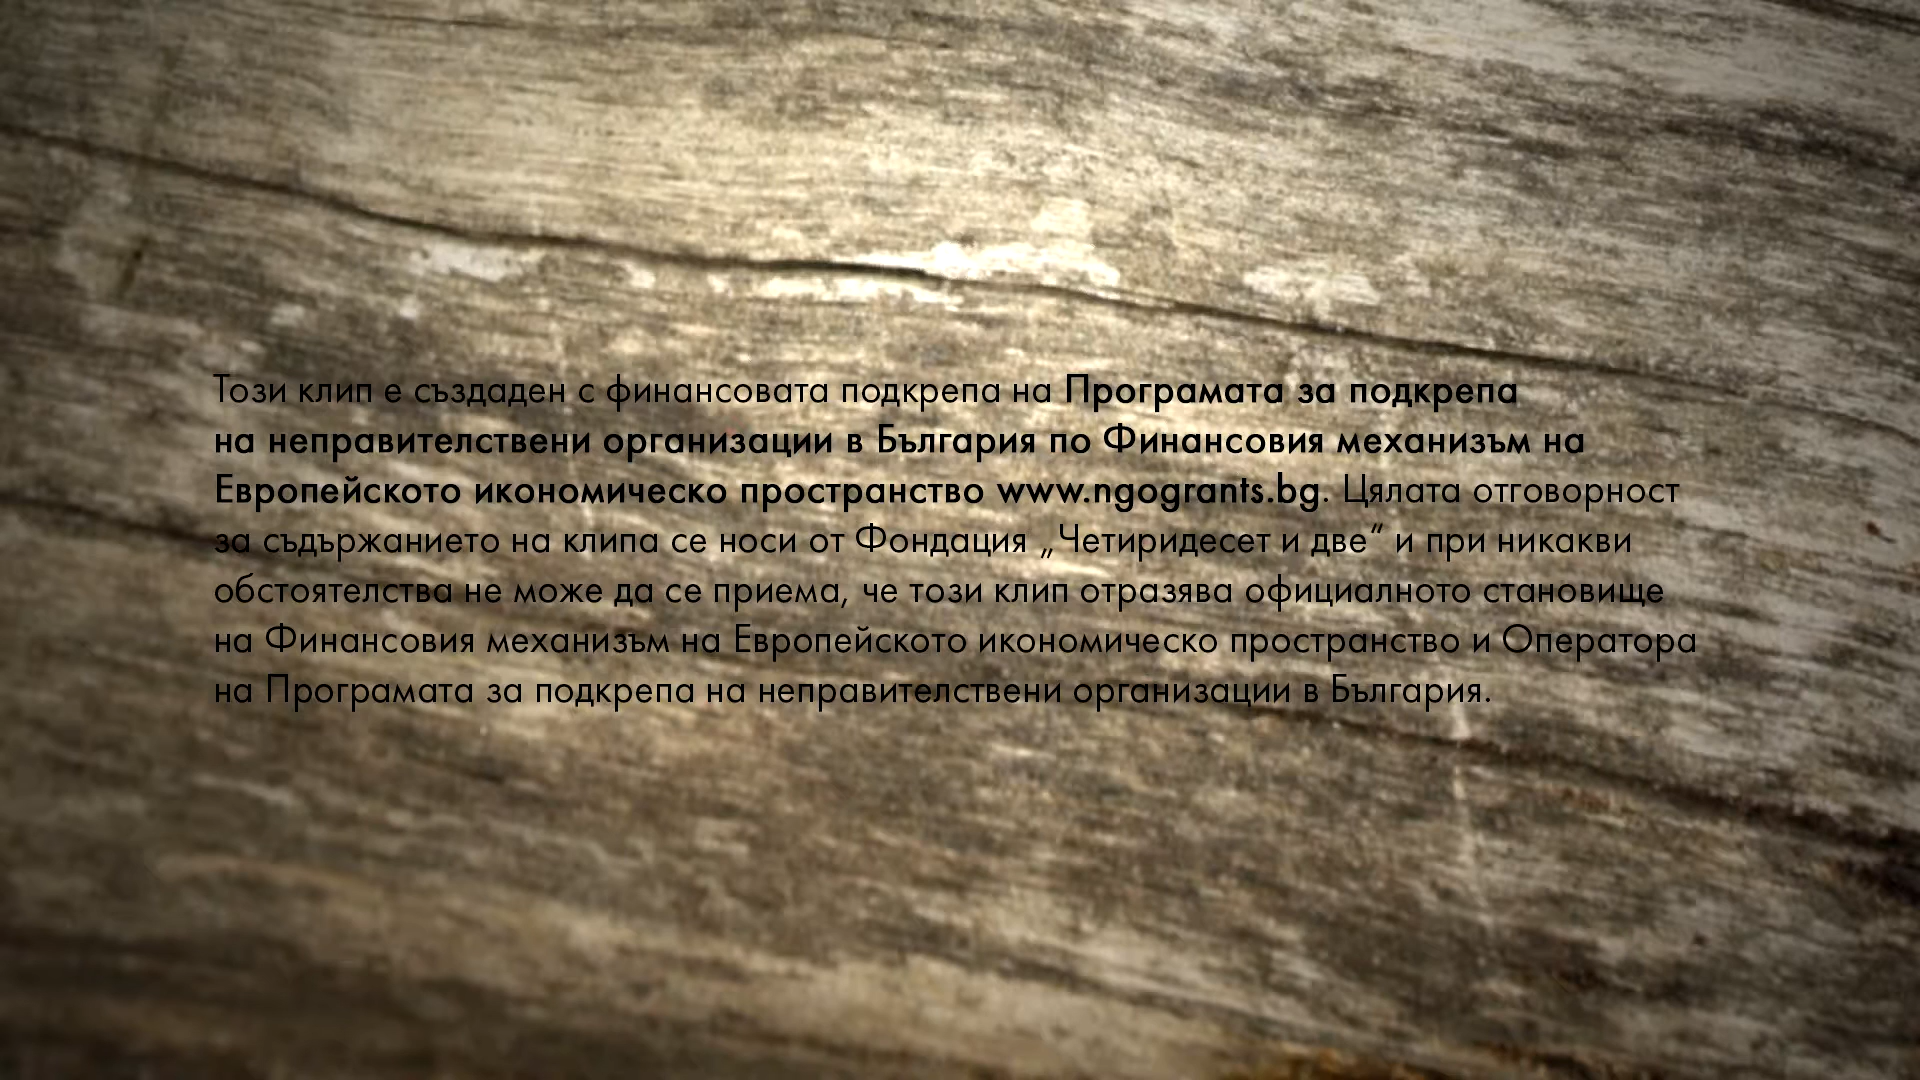 Този клип е създаден с финансовата подкрепа на Програмата за подкрепа
на неправителствени организации в България по Финансовия механизъм на
Европейското икономическо пространство www.ngogrants.bg. Цялата отговорност
за съдържанието на клипа се носи от Фондация „Четиридесет и две” и при никакви
обстоятелства не може да се приема, че този клип отразява официалното становище
на Финансовия механизъм на Европейското икономическо пространство и Оператора
на Програмата за подкрепа на неправителствени организации в България.